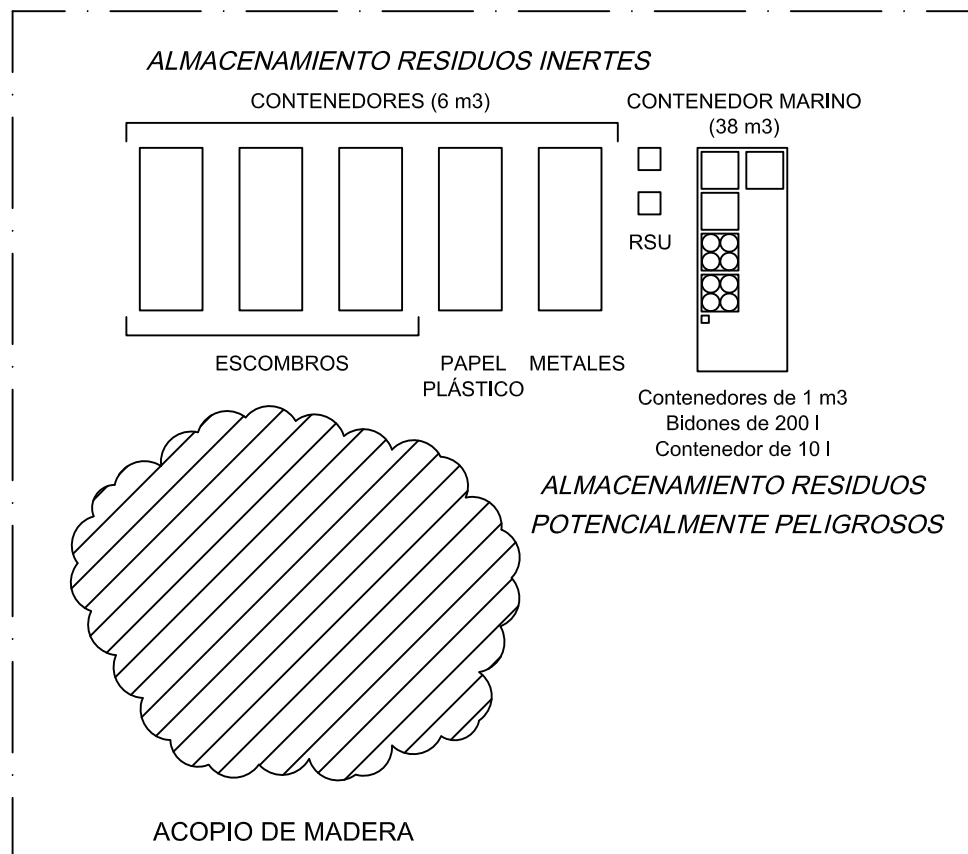 ALMACENAMIENTO RESIDUOS INERTES
CONTENEDORES (6 m3)
CONTENEDOR MARINO
(38 m3)
RSU
ESCOMBROS
PAPEL
PLÁSTICO
METALES
Contenedores de 1 m3
Bidones de 200 l
Contenedor de 10 l
ALMACENAMIENTO RESIDUOS
POTENCIALMENTE PELIGROSOS
ACOPIO DE MADERA